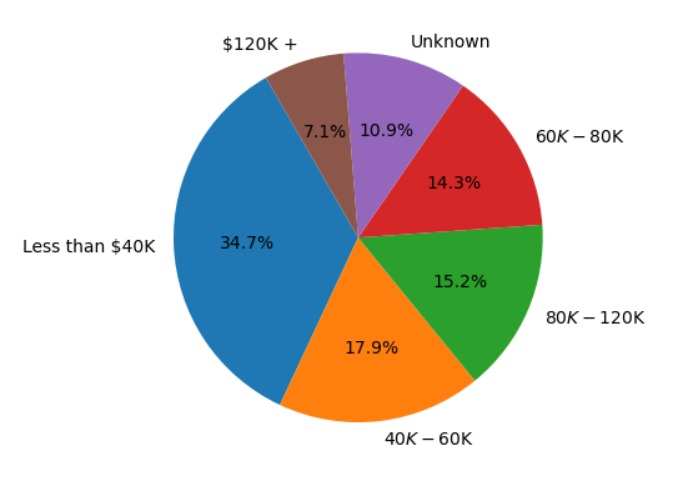 $120K +
Unknown
7.1%
10.9%
60K − 80K
14.3%
Less than $40K
34.7%
15.2%
80K − 120K
17.9%
40K − 60K